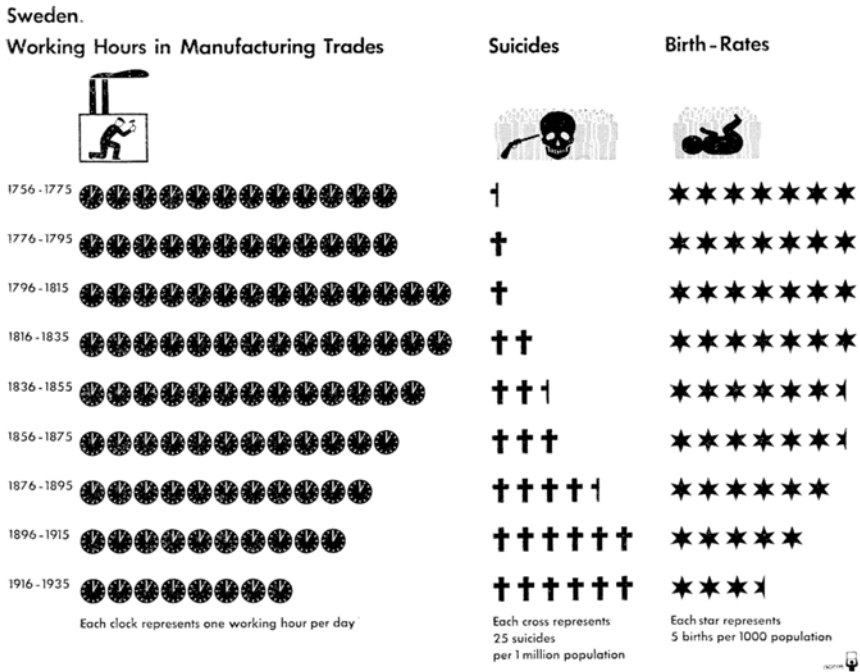 Sweden.
Working Hours in Manufacturing Trades
Suicides
Birth-Rates
1756-1775
1776-1795
1796-1815
1816-1835
1836-1855
1856-1875
1876-1895
1896-1915
1916-1935
Each clock represents one working hour per day
Each cross represents
25 suicides
per 1 million population
Each star represents
5 births per 1000 population